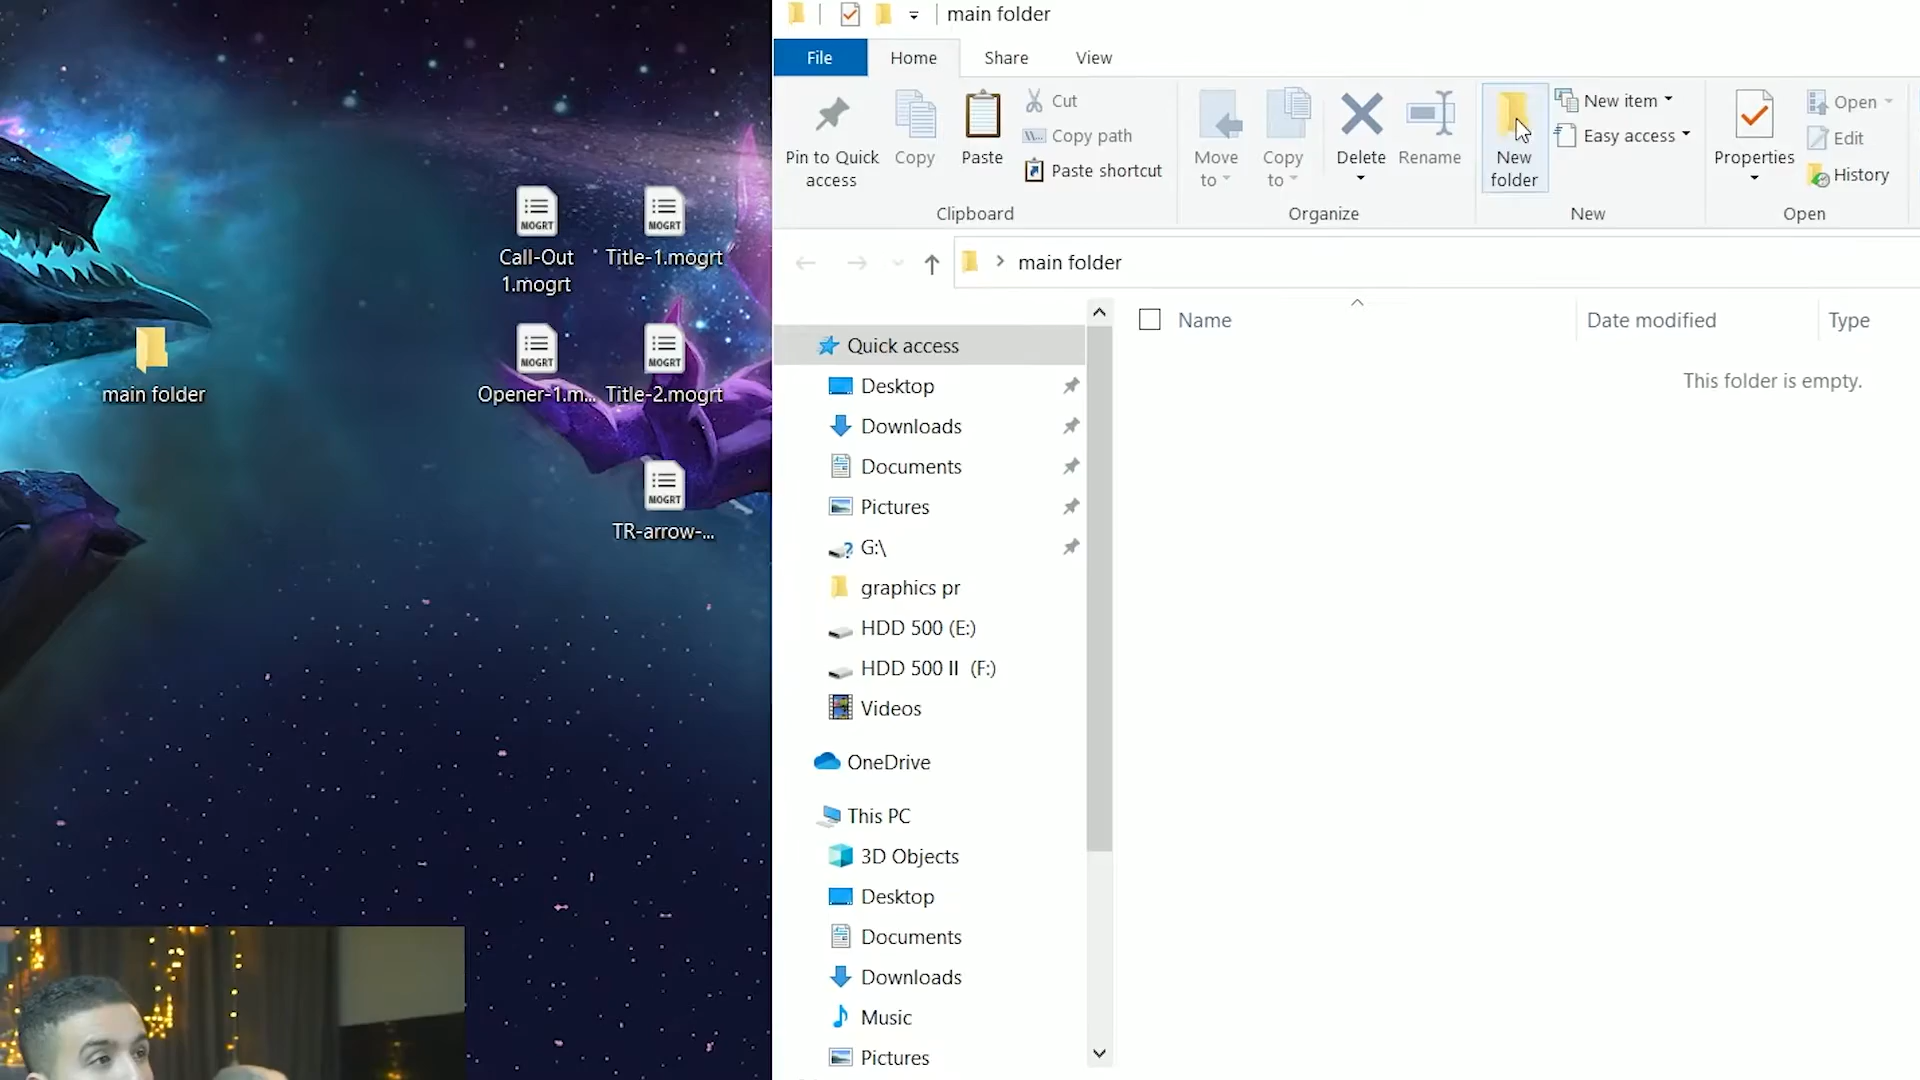 main folder
File
Home
Share
View
Pin to Quick
access
Copy
Paste
Cut
Copy path
Paste shortcut
Clipboard
Move
to
Copy
to
Delete
Rename
Organize
New
folder
New item
Easy access
New
Properties
Open
Edit
History
Open
main folder
Name
Date modified
Type
This folder is empty.
Quick access
Desktop
Downloads
Documents
Pictures
G:\
graphics pr
HDD 500 (E:)
HDD 500 II (F:)
Videos
OneDrive
This PC
3D Objects
Desktop
Documents
Downloads
Music
Pictures
MOGRT
Call-Out
1.mogrt
MOGRT
Title-1.mogrt
main folder
MOGRT
Opener-1.m...
MOGRT
Title-2.mogrt
MOGRT
TR-arrow-...